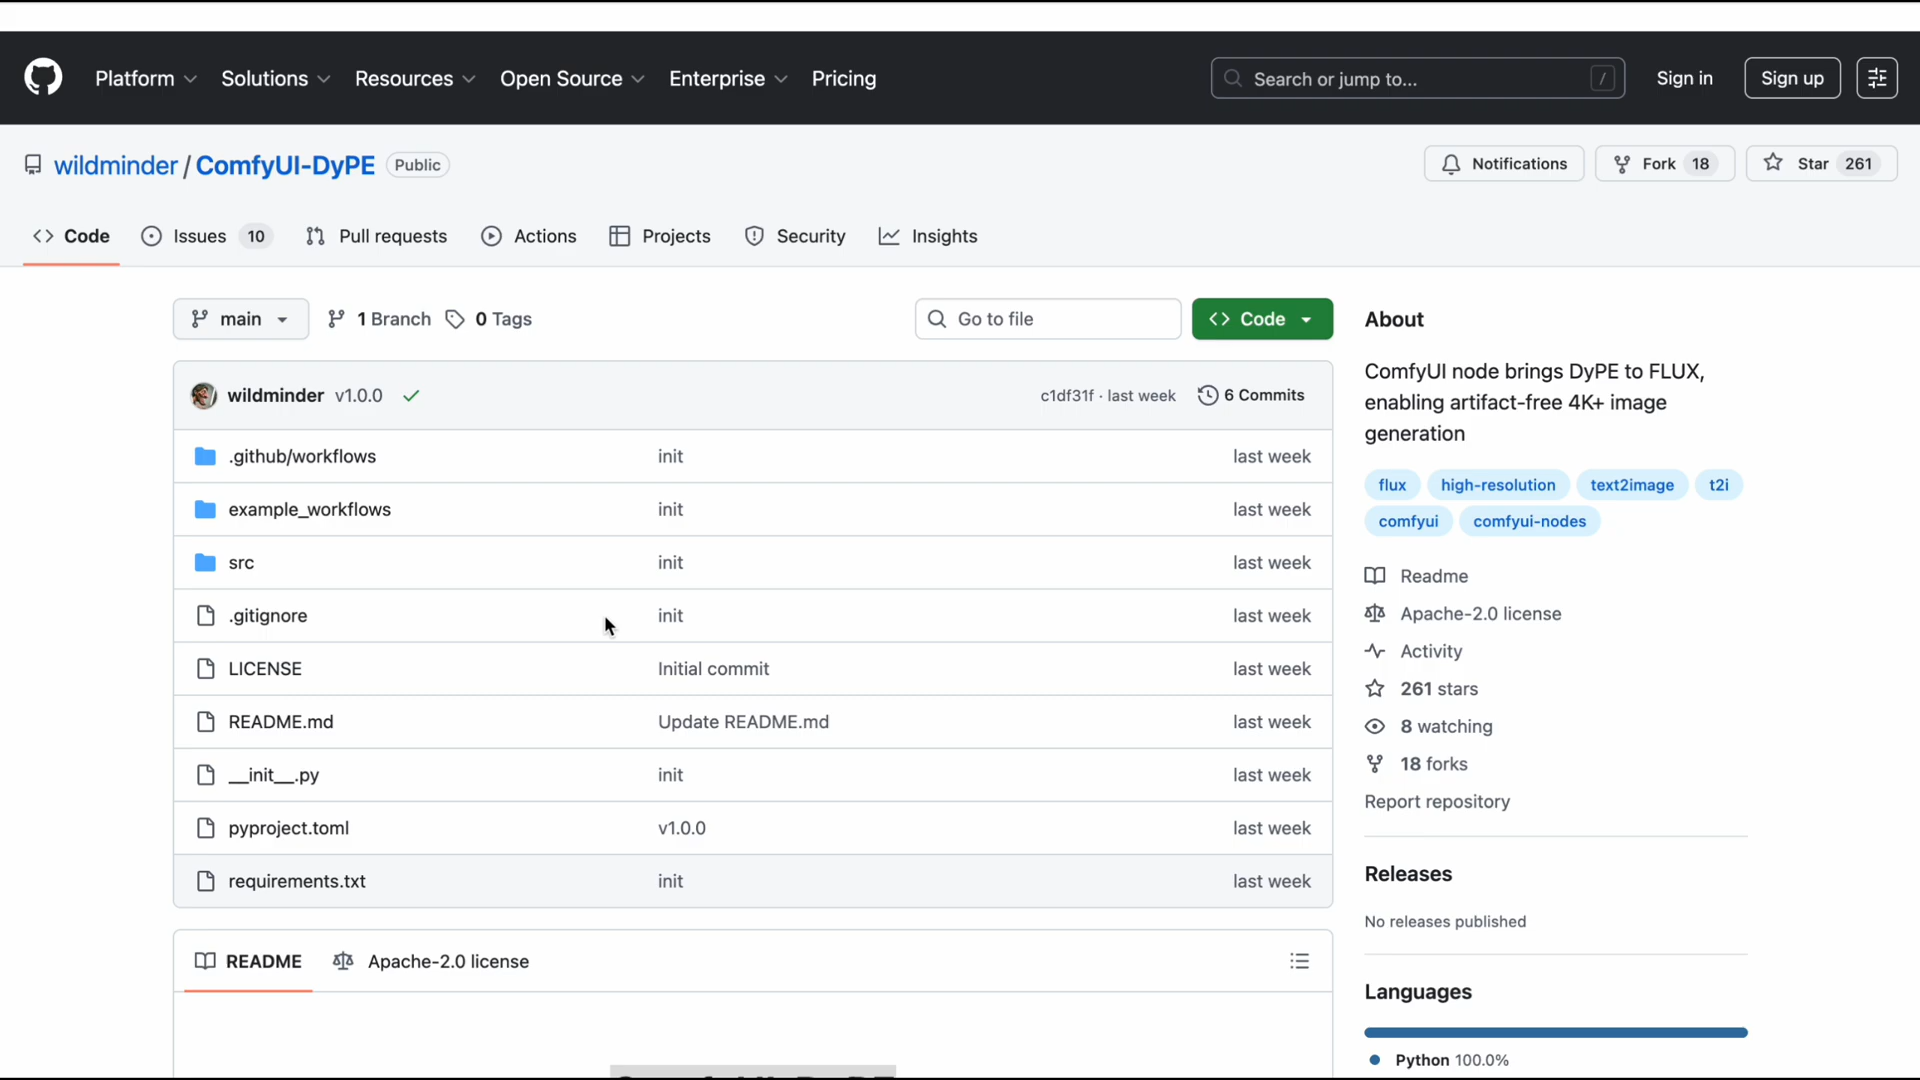 Platform Solutions Resources Open Source Enterprise Pricing Search or jump to... / Sign in Sign up
wildminder / ComfyUI-DyPE Public Notifications Fork 18 Star 261
Code Issues 10 Pull requests Actions Projects Security Insights
main 1 Branch 0 Tags Go to file Code
wildminder v1.0.0 c1df31f · last week 6 Commits
.github/workflows init last week
example_workflows init last week
src init last week
.gitignore init last week
LICENSE Initial commit last week
README.md Update README.md last week
__init__.py init last week
pyproject.toml v1.0.0 last week
requirements.txt init last week
README Apache-2.0 license
About
ComfyUI node brings DyPE to FLUX,
enabling artifact-free 4K+ image
generation
flux high-resolution text2image t2i
comfyui comfyui-nodes
Readme
Apache-2.0 license
Activity
261 stars
8 watching
18 forks
Report repository
Releases
No releases published
Languages
Python 100.0%